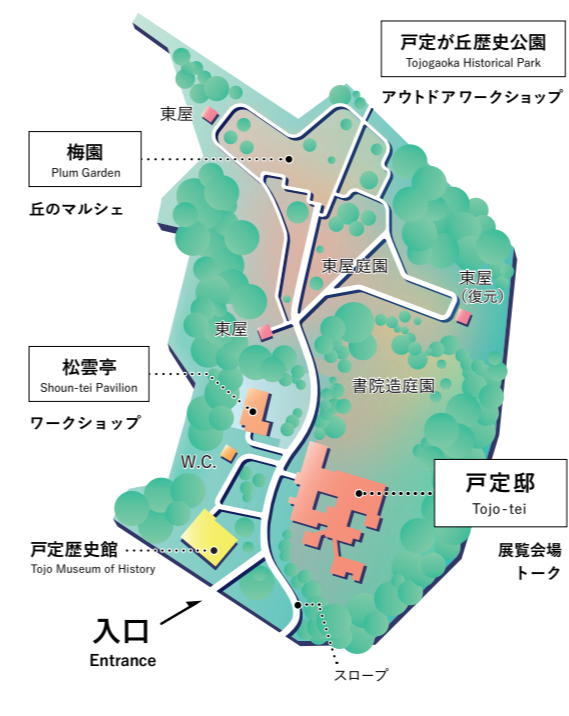 戸定が丘歴史公園
Tojogaoka Historical Park
アウトドアワークショップ
東屋
梅園
Plum Garden
丘のマルシェ
東屋庭園
東屋
（復元）
東屋
松雲亭
Shoun-tei Pavilion
ワークショップ
書院造庭園
W.C.
戸定邸
Tojo-tei
展覧会場
トーク
戸定歴史館
Tojo Museum of History
入口
Entrance
スロープ